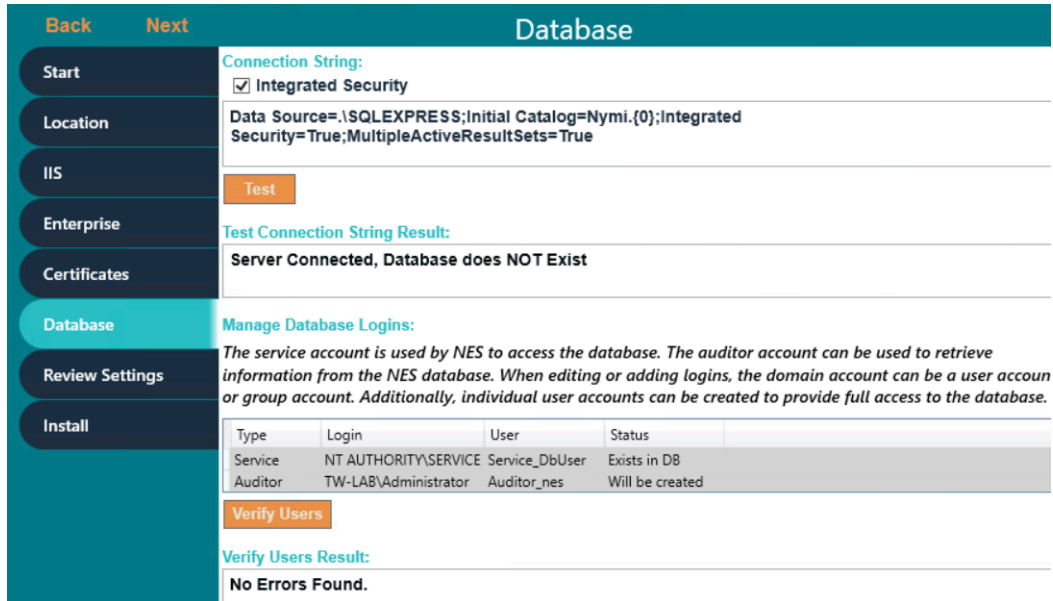 Back Next Database
Start
Location
IIS
Enterprise
Certificates
Database
Review Settings
Install
Connection String:
Integrated Security
Data Source=.\SQLEXPRESS;Initial Catalog=Nymi.{0};Integrated
Security=True;MultipleActiveResultSets=True
Test
Test Connection String Result:
Server Connected, Database does NOT Exist
Manage Database Logins:
The service account is used by NES to access the database. The auditor account can be used to retrieve
information from the NES database. When editing or adding logins, the domain account can be a user accoun
or group account. Additionally, individual user accounts can be created to provide full access to the database.
Type Login User Status
Service NT AUTHORITY\SERVICE Service_DbUser Exists in DB
Auditor TW-LAB\Administrator Auditor_nes Will be created
Verify Users
Verify Users Result:
No Errors Found.